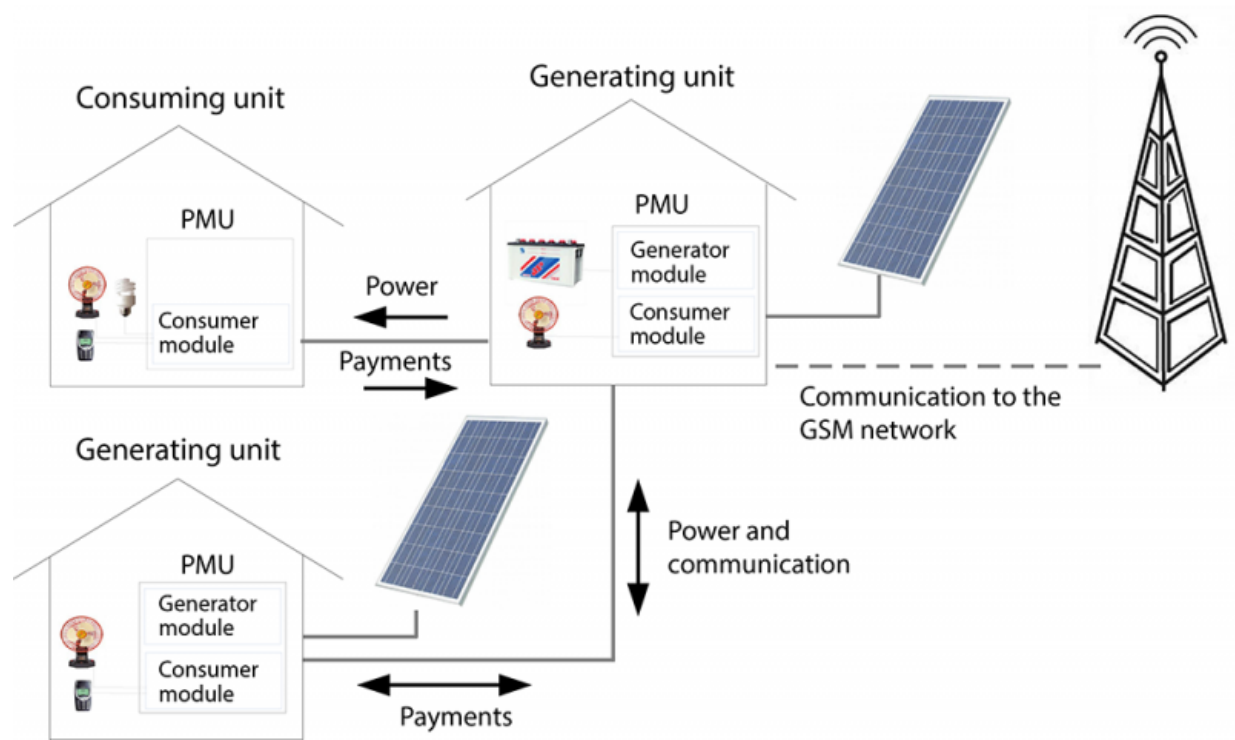 Consuming unit
PMU
Consumer
module
Generating unit
PMU
Generator
module
Consumer
module
Power
Payments
Communication to the
GSM network
Generating unit
PMU
Generator
module
Consumer
module
Power and
communication
Payments